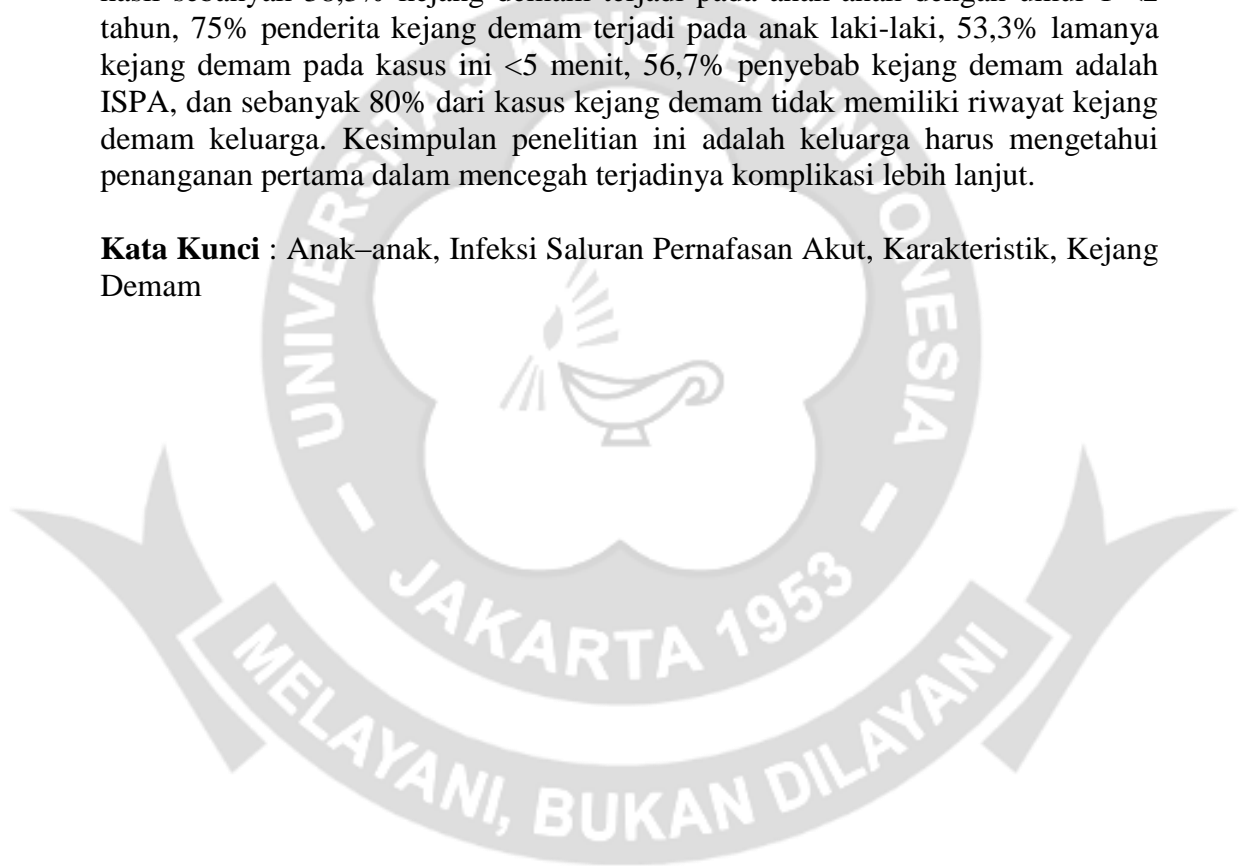 tahun, 75% penderita kejang demam terjadi pada anak laki-laki, 53,3% lamanya
kejang demam pada kasus ini <5 menit, 56,7% penyebab kejang demam adalah
ISPA, dan sebanyak 80% dari kasus kejang demam tidak memiliki riwayat kejang
demam keluarga. Kesimpulan penelitian ini adalah keluarga harus mengetahui
penanganan pertama dalam mencegah terjadinya komplikasi lebih lanjut.
Kata Kunci : Anak–anak, Infeksi Saluran Pernafasan Akut, Karakteristik, Kejang
Demam
UNIVERSITAS KRISTEN INDONESIA
– JAKARTA 1953 –
MELAYANI, BUKAN DILAYANI